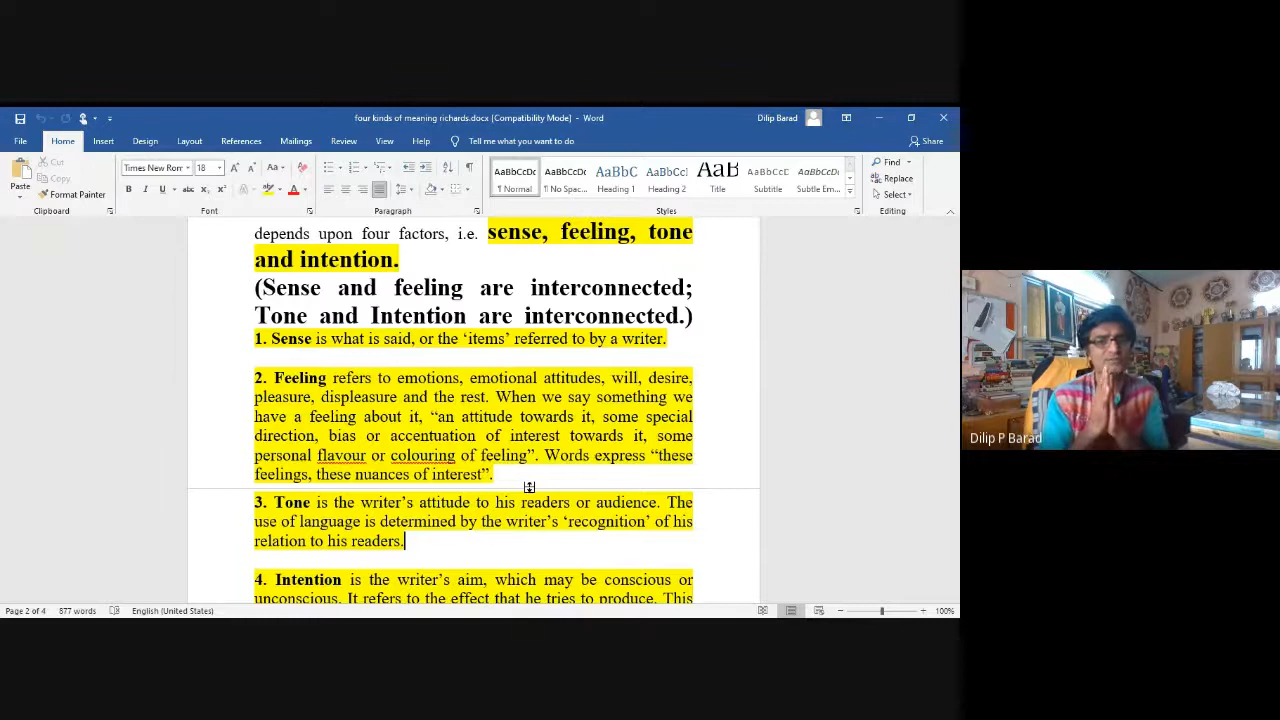 four kinds of meaning richards.docx [Compatibility Mode] - Word
Dilip Barad
File Home Insert Design Layout References Mailings Review View Help Tell me what you want to do
Share
Paste
Cut
Copy
Format Painter
Clipboard
Times New Rom 18
Font
Paragraph
AaBbCcDc AaBbCcDc AaBbC AaBbCc AaB AaBbCcD AaBbCcDc
¶ Normal ¶ No Spac... Heading 1 Heading 2 Title Subtitle Subtle Em...
Styles
Find
Replace
Select
Editing
depends upon four factors, i.e. sense, feeling, tone
and intention.
(Sense and feeling are interconnected;
Tone and Intention are interconnected.)
1. Sense is what is said, or the ‘items’ referred to by a writer.
2. Feeling refers to emotions, emotional attitudes, will, desire,
pleasure, displeasure and the rest. When we say something we
have a feeling about it, “an attitude towards it, some special
direction, bias or accentuation of interest towards it, some
personal flavour or colouring of feeling”. Words express “these
feelings, these nuances of interest”.
3. Tone is the writer’s attitude to his readers or audience. The
use of language is determined by the writer’s ‘recognition’ of his
relation to his readers.
4. Intention is the writer’s aim, which may be conscious or
unconscious. It refers to the effect that he tries to produce. This
Page 2 of 4 877 words English (United States)
100%
Dilip P Barad